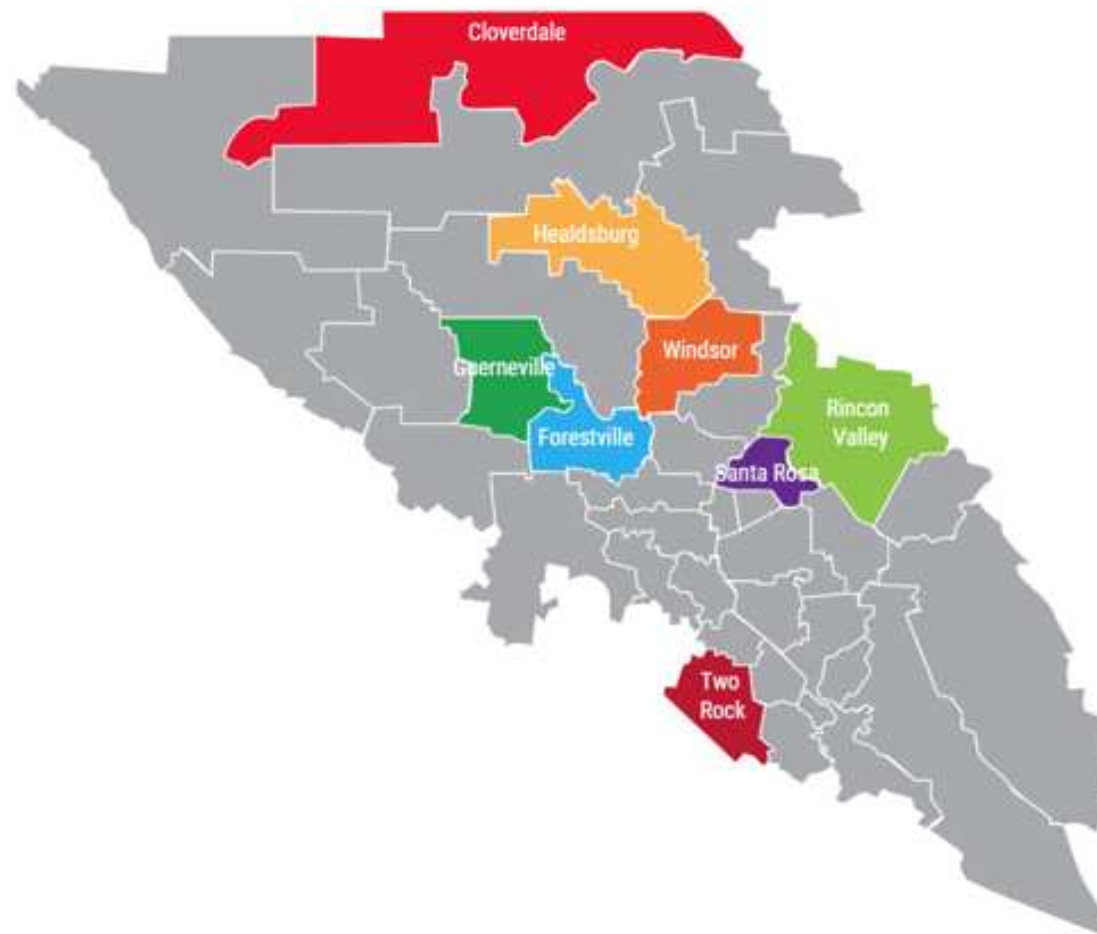 Cloverdale
Healdsburg
Windsor
Guerneville
Rincon
Valley
Forestville
Santa Rosa
Two
Rock